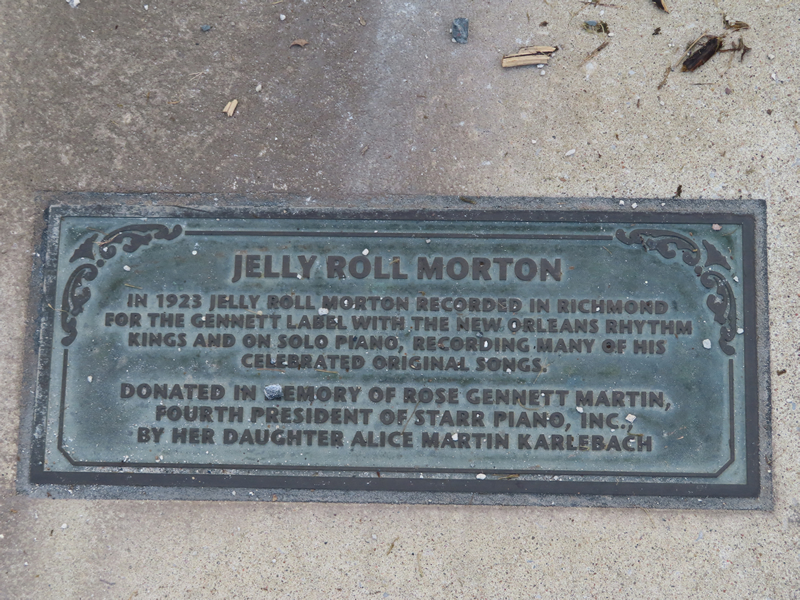 JELLY ROLL MORTON
IN 1923 JELLY ROLL MORTON RECORDED IN RICHMOND
FOR THE GENNETT LABEL WITH THE NEW ORLEANS RHYTHM
KINGS AND ON SOLO PIANO, RECORDING MANY OF HIS
CELEBRATED ORIGINAL SONGS.
DONATED IN MEMORY OF ROSE GENNETT MARTIN,
FOURTH PRESIDENT OF STARR PIANO, INC.,
BY HER DAUGHTER ALICE MARTIN KARLEBACH